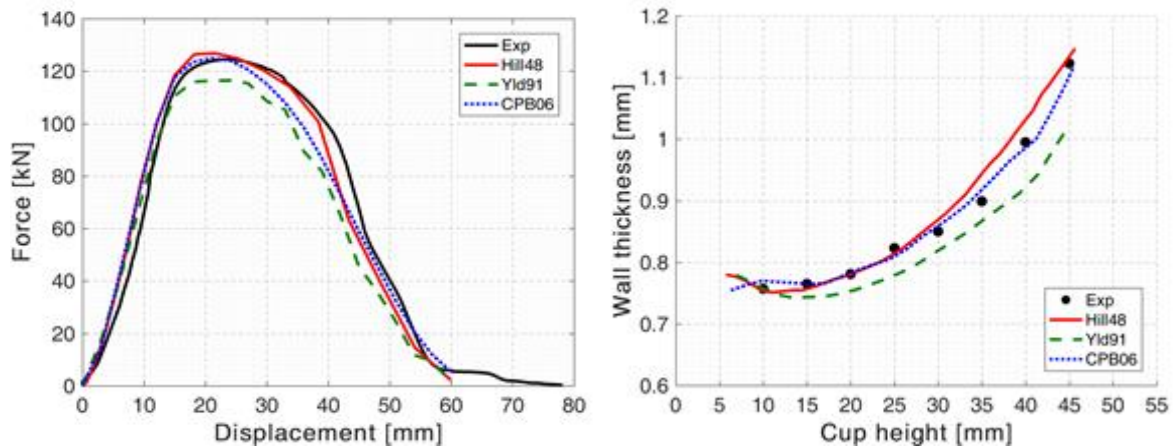 140
120
100
80
60
40
20
0
Force [kN]
0 10 20 30 40 50 60 70 80
Displacement [mm]
Exp
Hill48
Yld91
CPB06
1.2
1.1
1
0.9
0.8
0.7
0.6
Wall thickness [mm]
0 5 10 15 20 25 30 35 40 45 50 55
Cup height [mm]
Exp
Hill48
Yld91
CPB06